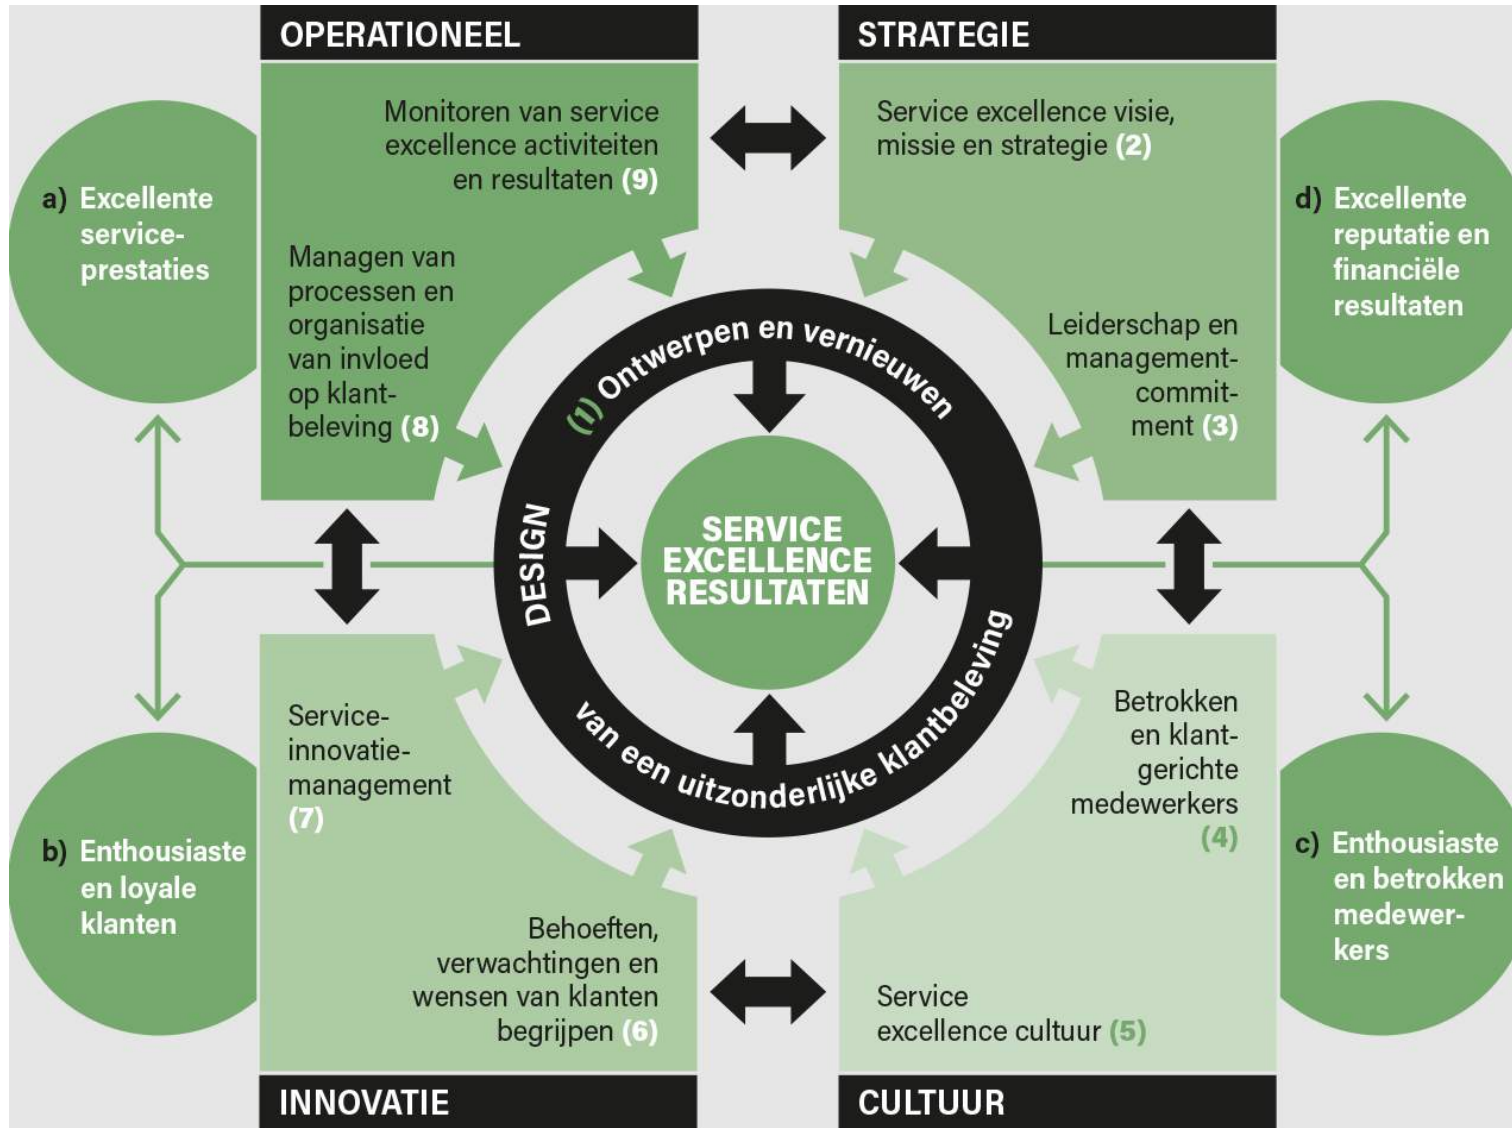 OPERATIONEEL
Monitoren van service
excellence activiteiten
en resultaten (9)
Managen van
processen en
organisatie
van invloed
op klant-
beleving (8)
STRATEGIE
Service excellence visie,
missie en strategie (2)
Leiderschap en
management-
commit-
ment (3)
a) Excellente
service-
prestaties
d) Excellente
reputatie en
financiële
resultaten
DESIGN
(1) Ontwerpen en vernieuwen
van een uitzonderlijke klantbeleving
SERVICE
EXCELLENCE
RESULTATEN
b) Enthousiaste
en loyale
klanten
Service-
innovatie-
management
(7)
Behoeften,
verwachtingen en
wensen van klanten
begrijpen (6)
INNOVATIE
Betrokken
en klant-
gerichte
medewerkers
(4)
Service
excellence cultuur (5)
CULTUUR
c) Enthousiaste
en betrokken
medewer-
kers